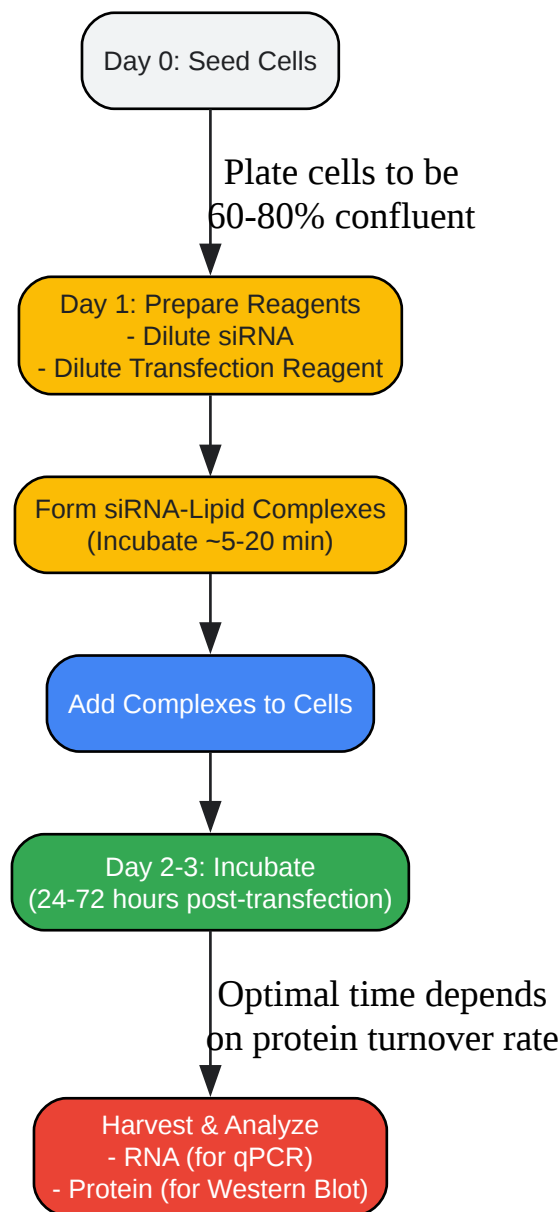 Day 0: Seed Cells
Plate cells to be
60-80% confluent
Day 1: Prepare Reagents
- Dilute siRNA
- Dilute Transfection Reagent
Form siRNA-Lipid Complexes
(Incubate ~5-20 min)
Add Complexes to Cells
Day 2-3: Incubate
(24-72 hours post-transfection)
Optimal time depends
on protein turnover rate
Harvest & Analyze
- RNA (for qPCR)
- Protein (for Western Blot)